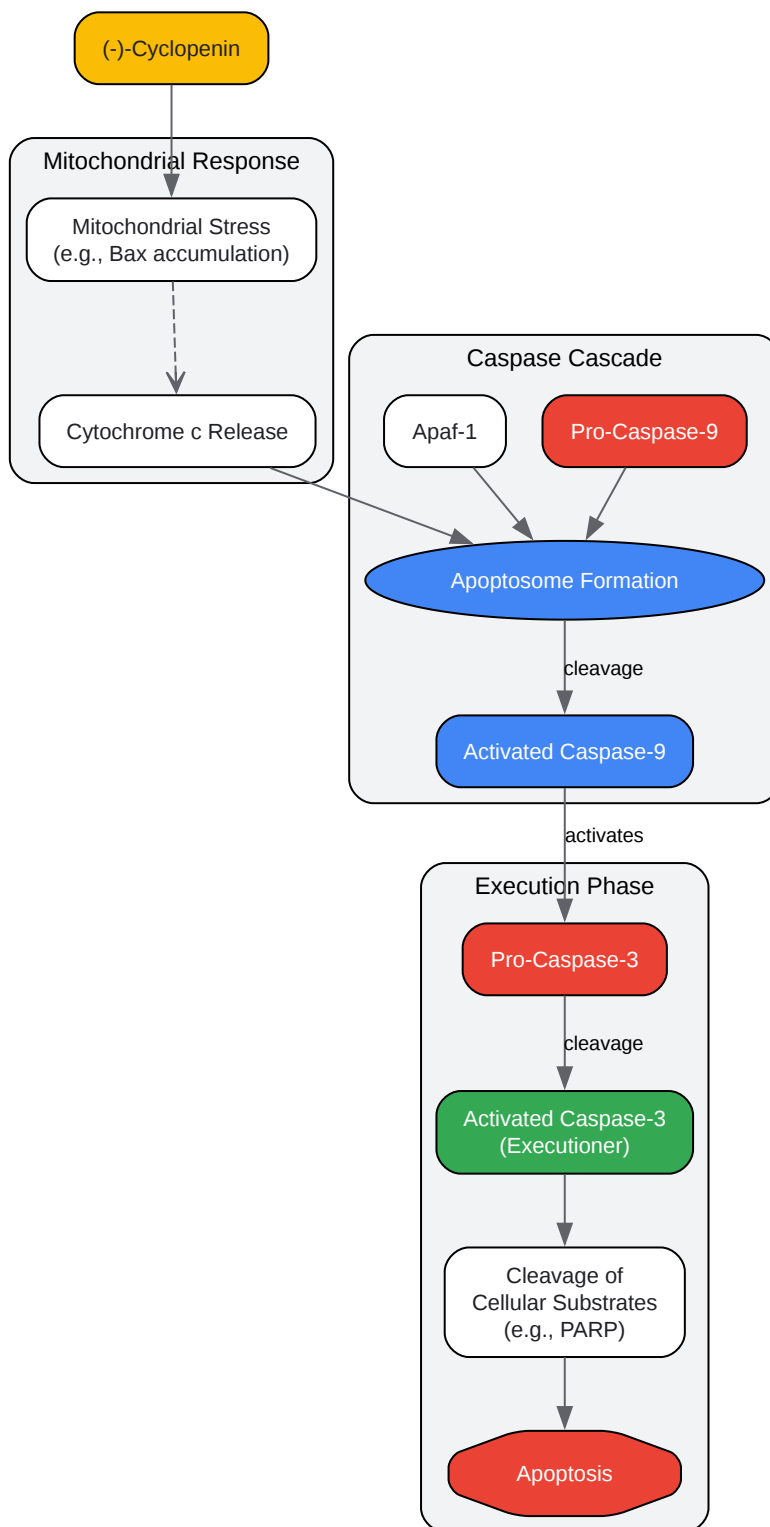 (-)-Cyclopenin
Mitochondrial Response
Mitochondrial Stress
(e.g., Bax accumulation)
Cytochrome c Release
Caspase Cascade
Apaf-1
Pro-Caspase-9
Apoptosome Formation
cleavage
Activated Caspase-9
activates
Execution Phase
Pro-Caspase-3
cleavage
Activated Caspase-3
(Executioner)
Cleavage of
Cellular Substrates
(e.g., PARP)
Apoptosis